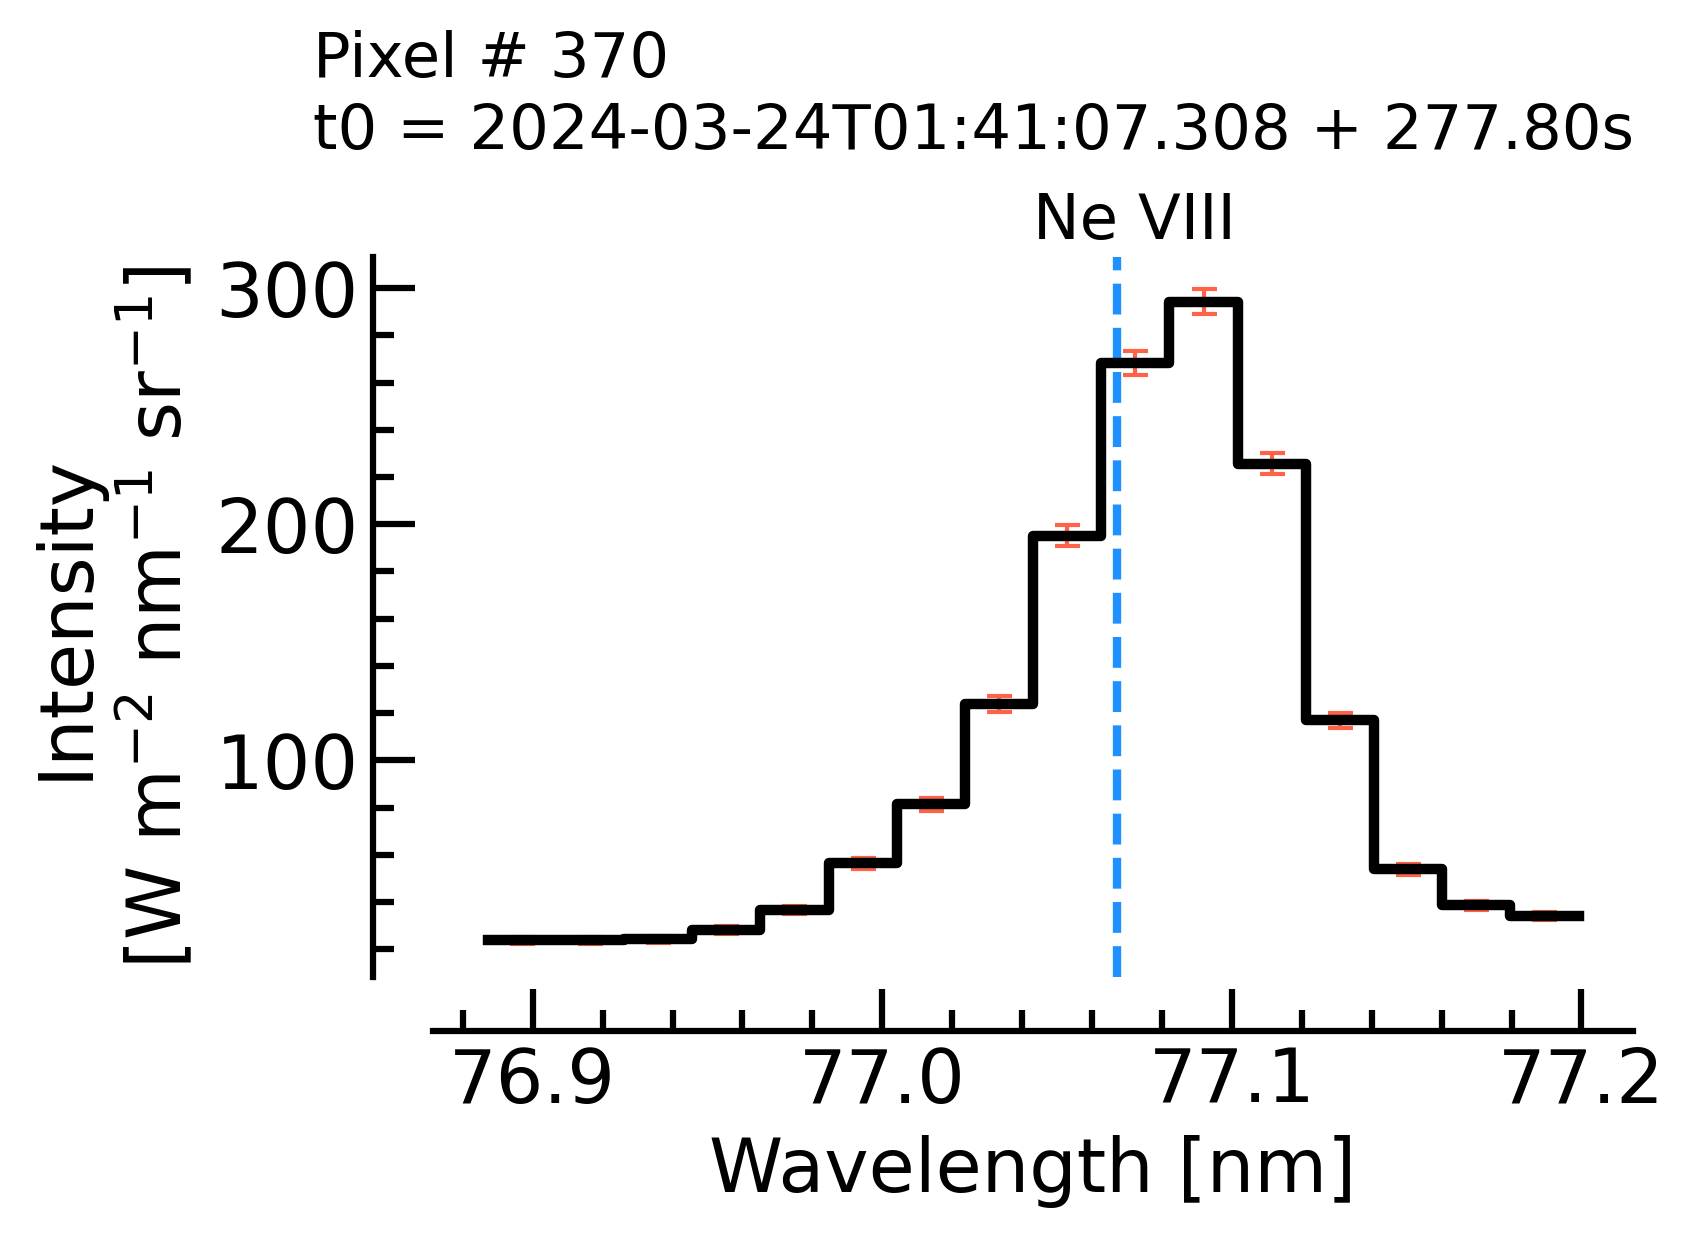 Pixel # 370
t0 = 2024-03-24T01:41:07.308 + 277.80s
Ne VIII
Intensity
[W m⁻² nm⁻¹ sr⁻¹]
300
200
100
76.9 77.0 77.1 77.2
Wavelength [nm]